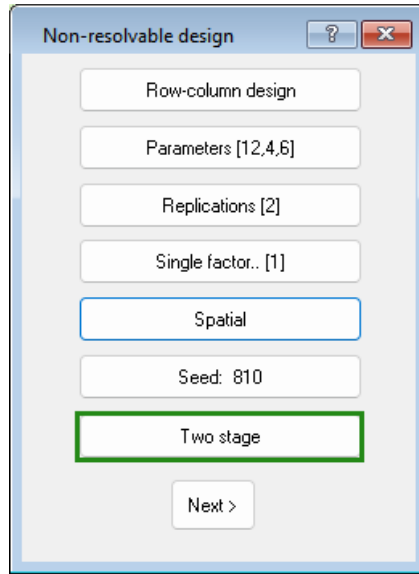 Non-resolvable design
?
Row-column design
Parameters [12,4,6]
Replications [2]
Single factor.. [1]
Spatial
Seed: 810
Two stage
Next >